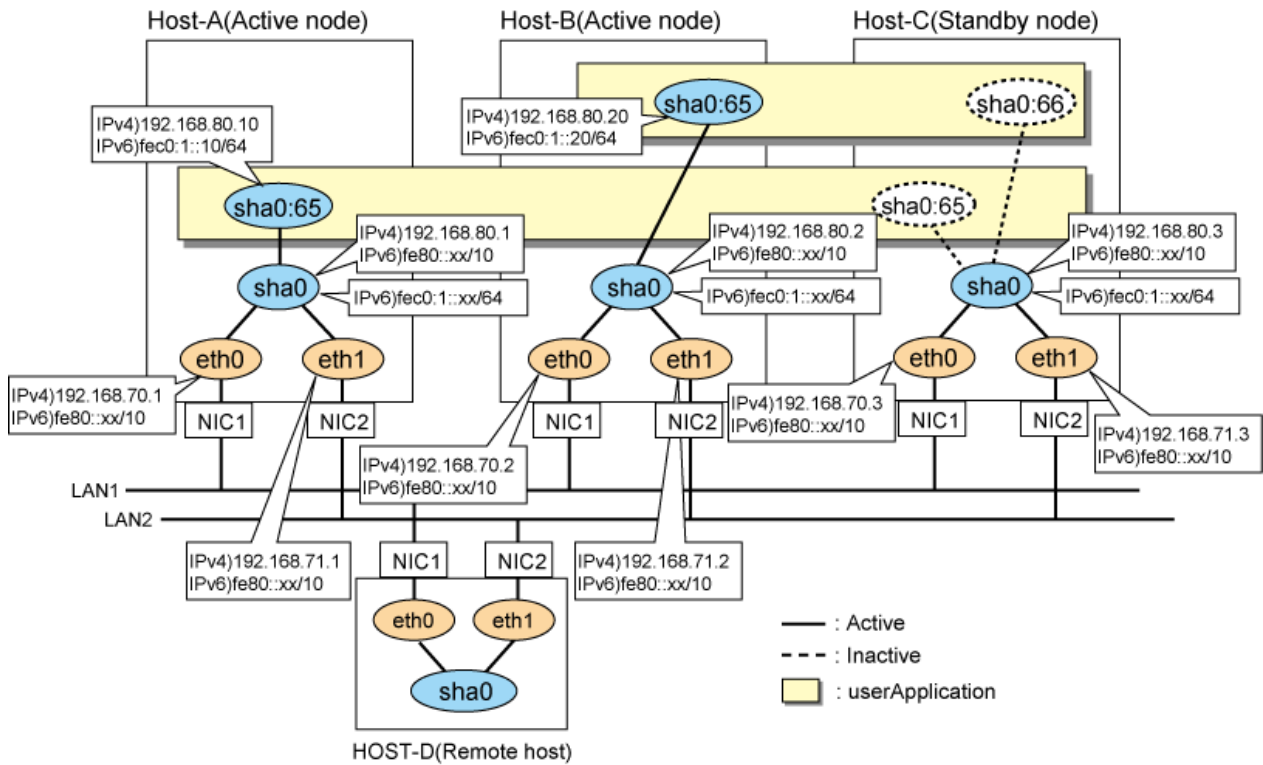 Host-A(Active node)
Host-B(Active node)
Host-C(Standby node)
sha0:65
sha0:66
IPv4)192.168.80.10
IPv6)fec0:1::10/64
IPv4)192.168.80.20
IPv6)fec0:1::20/64
sha0:65
sha0:65
IPv4)192.168.80.1
IPv6)fe80::xx/10
IPv4)192.168.80.2
IPv6)fe80::xx/10
IPv4)192.168.80.3
IPv6)fe80::xx/10
sha0
IPv6)fec0:1::xx/64
sha0
IPv6)fec0:1::xx/64
sha0
IPv6)fec0:1::xx/64
eth0
eth1
eth0
eth1
eth0
eth1
IPv4)192.168.70.1
IPv6)fe80::xx/10
IPv4)192.168.70.3
IPv6)fe80::xx/10
NIC1
NIC2
NIC1
NIC2
NIC1
NIC2
IPv4)192.168.71.3
IPv6)fe80::xx/10
IPv4)192.168.70.2
IPv6)fe80::xx/10
LAN1
LAN2
IPv4)192.168.71.1
IPv6)fe80::xx/10
NIC1
NIC2
IPv4)192.168.71.2
IPv6)fe80::xx/10
eth0
eth1
sha0
HOST-D(Remote host)
: Active
: Inactive
: userApplication